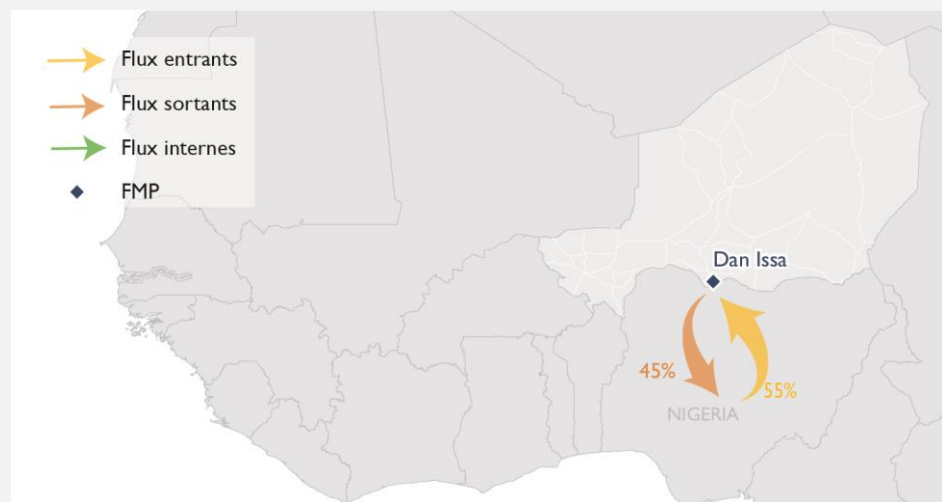 Flux entrants
Flux sortants
Flux internes
FMP
Dan Issa
45%
55%
NIGERIA